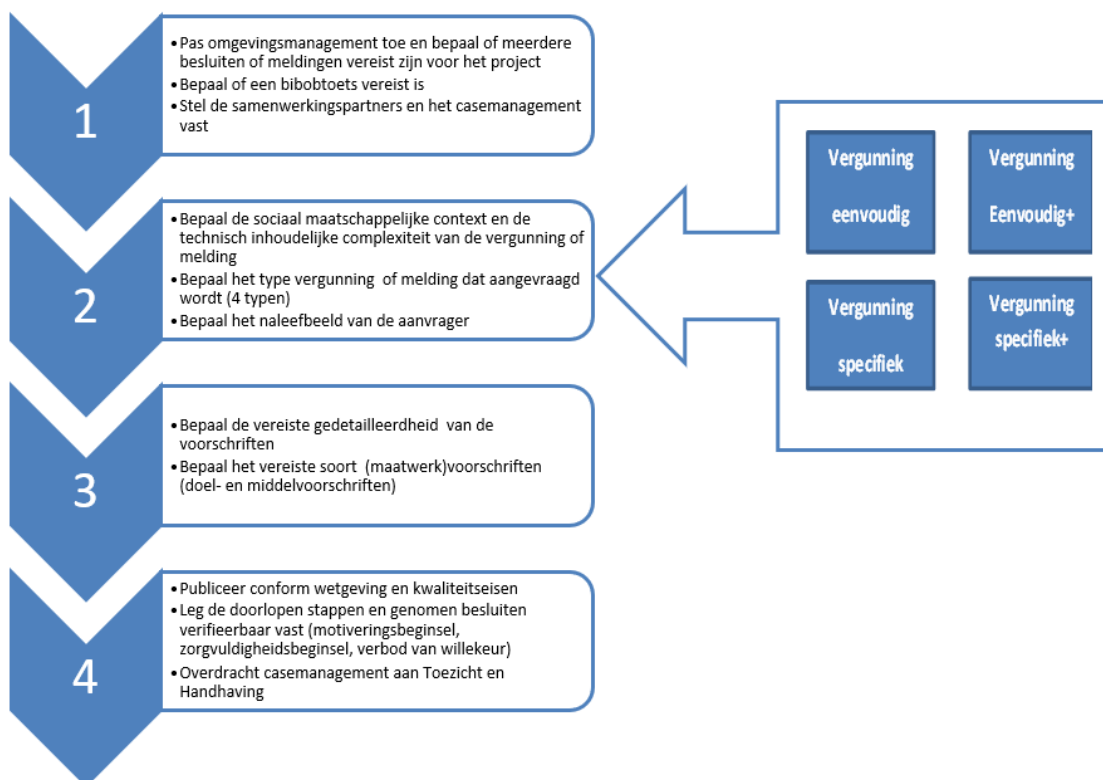 1
•Pas omgevingsmanagement toe en bepaal of meerdere
besluiten of meldingen vereist zijn voor het project
•Bepaal of een bibobtoets vereist is
•Stel de samenwerkingspartners en het casemanagement
vast
2
•Bepaal de sociaal maatschappelijke context en de
technisch inhoudelijke complexiteit van de vergunning of
melding
•Bepaal het type vergunning of melding dat aangevraagd
wordt (4 typen)
•Bepaal het naleefbeeld van de aanvrager
Vergunning
eenvoudig
Vergunning
Eenvoudig+
Vergunning
specifiek
Vergunning
specifiek+
3
•Bepaal de vereiste gedetailleerdheid van de
voorschriften
•Bepaal het vereiste soort (maatwerk)voorschriften
(doel- en middelvoorschriften)
4
•Publiceer conform wetgeving en kwaliteitseisen
•Leg de doorlopen stappen en genomen besluiten
verifieerbaar vast (motiveringsbeginsel,
zorgvuldigheidsbeginsel, verbod van willekeur)
•Overdracht casemanagement aan Toezicht en
Handhaving